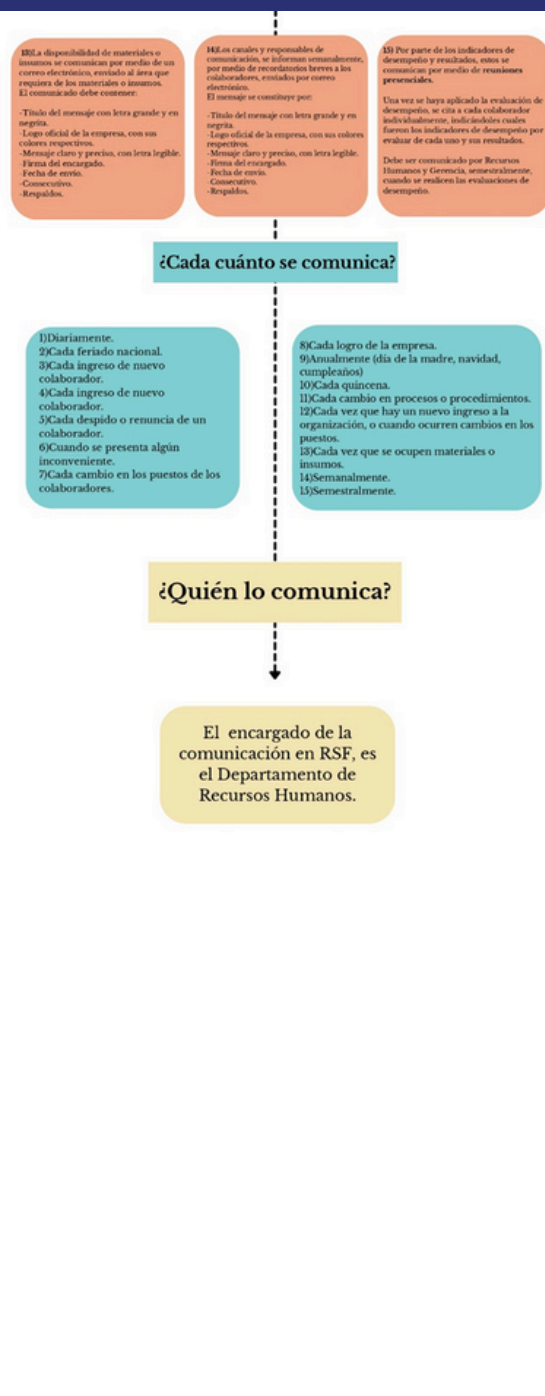 13)La disponibilidad de materiales o
insumos se comunican por medio de un
correo electrónico, enviado al área que
requiera de los materiales o insumos.
El comunicado debe contener:
-Título del mensaje con letra grande y en
negrita.
-Logo oficial de la empresa, con sus
colores respectivos.
-Mensaje claro y preciso, con letra legible.
-Firma del encargado.
-Fecha de envío.
-Consecutivo.
-Respaldos.
14)Los canales y responsables de
comunicación, se informan semanalmente,
por medio de recordatorios breves a los
colaboradores, enviados por correo
electrónico.
El mensaje se constituye por:
-Título del mensaje con letra grande y en
negrita.
-Logo oficial de la empresa, con sus colores
respectivos.
-Mensaje claro y preciso, con letra legible.
-Firma del encargado.
-Fecha de envío.
-Consecutivo.
-Respaldos.
15) Por parte de los indicadores de
desempeño y resultados, estos se
comunican por medio de reuniones
presenciales.
Una vez se haya aplicado la evaluación de
desempeño, se cita a cada colaborador
individualmente, indicándoles cuales
fueron los indicadores de desempeño por
evaluar de cada uno y sus resultados.
Debe ser comunicado por Recursos
Humanos y Gerencia, semestralmente,
cuando se realicen las evaluaciones de
desempeño.
¿Cada cuánto se comunica?
1)Diariamente.
2)Cada feriado nacional.
3)Cada ingreso de nuevo
colaborador.
4)Cada ingreso de nuevo
colaborador.
5)Cada despido o renuncia de un
colaborador.
6)Cuando se presenta algún
inconveniente.
7)Cada cambio en los puestos de los
colaboradores.
8)Cada logro de la empresa.
9)Anualmente (día de la madre, navidad,
cumpleaños)
10)Cada quincena.
11)Cada cambio en procesos o procedimientos.
12)Cada vez que hay un nuevo ingreso a la
organización, o cuando ocurren cambios en los
puestos.
13)Cada vez que se ocupen materiales o
insumos.
14)Semanalmente.
15)Semestralmente.
¿Quién lo comunica?
El encargado de la
comunicación en RSF, es
el Departamento de
Recursos Humanos.